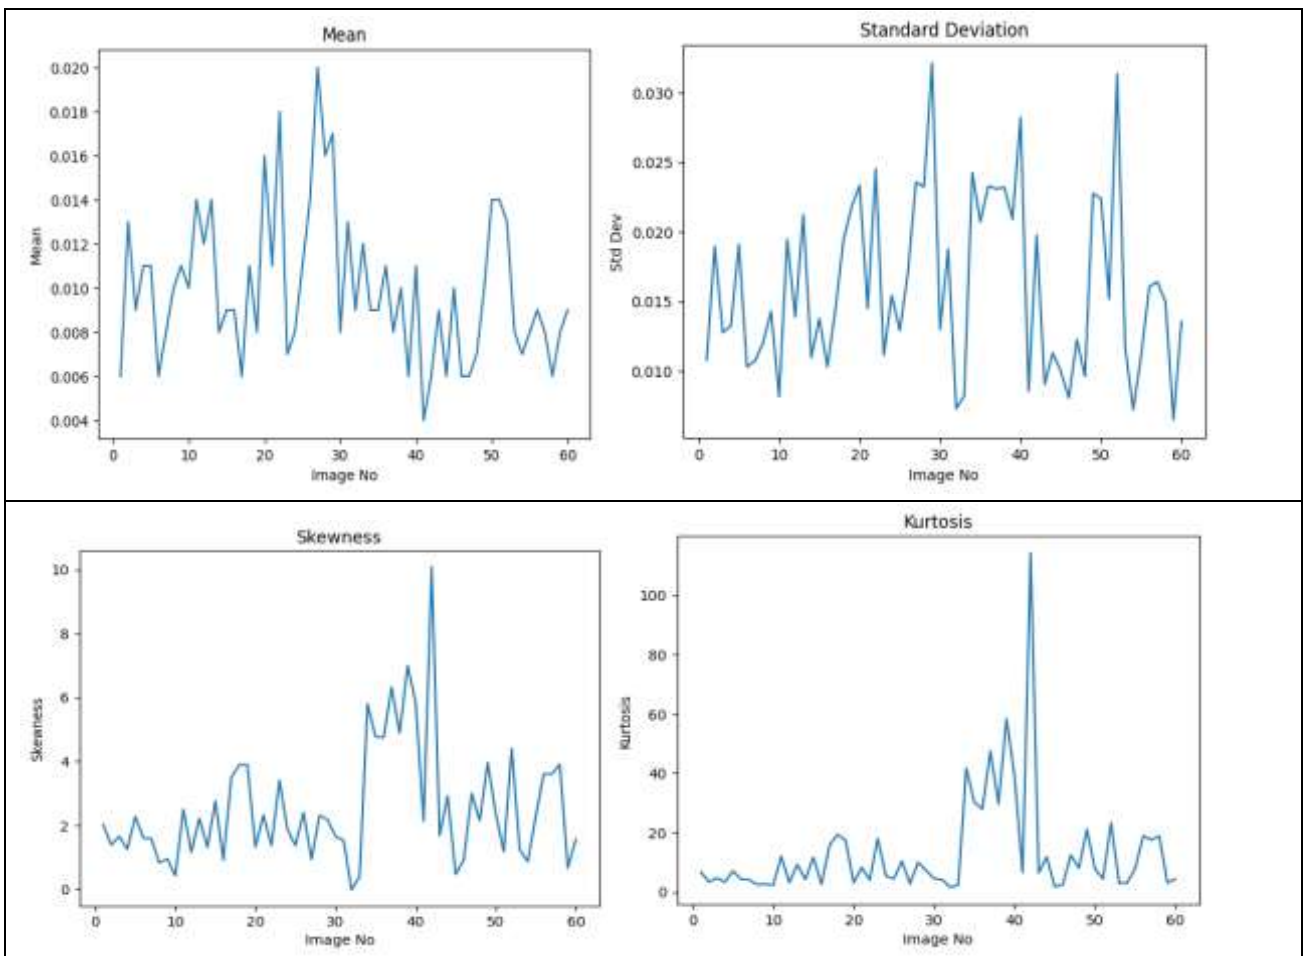 Mean
Mean
0.020
0.018
0.016
0.014
0.012
0.010
0.008
0.006
0.004
0 10 20 30 40 50 60
Image No
Standard Deviation
Std Dev
0.030
0.025
0.020
0.015
0.010
0 10 20 30 40 50 60
Image No
Skewness
Skewness
10
8
6
4
2
0
0 10 20 30 40 50 60
Image No
Kurtosis
Kurtosis
100
80
60
40
20
0
0 10 20 30 40 50 60
Image No